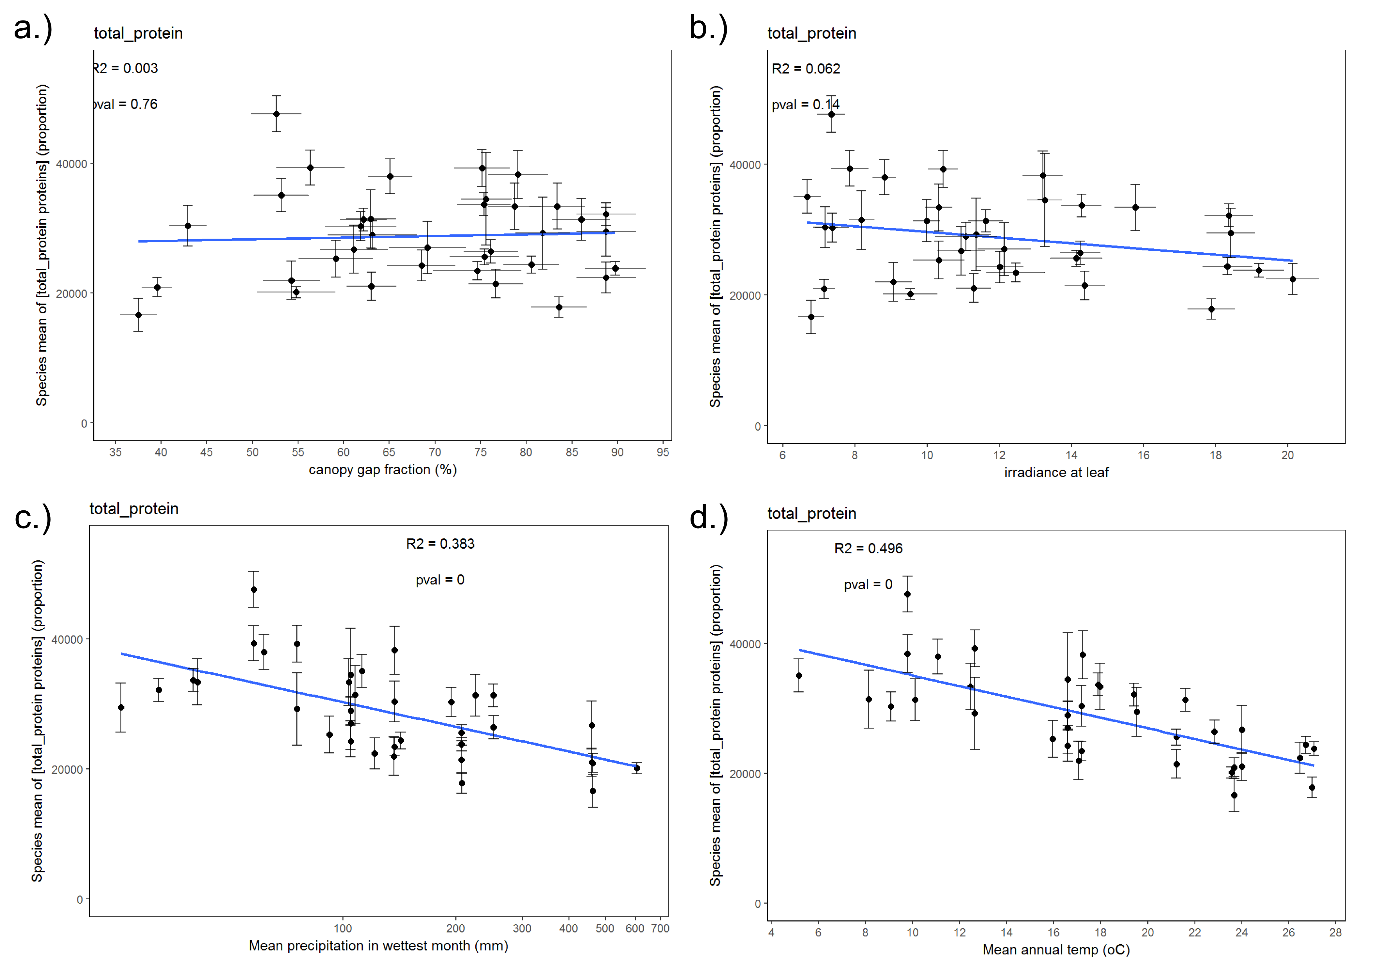 a.)
total_protein
R2 = 0.003
pval = 0.76
Species mean of [total_protein proteins] (proportion)
40000
20000
0
35 40 45 50 55 60 65 70 75 80 85 90 95
canopy gap fraction (%)
b.)
total_protein
R2 = 0.062
pval = 0.14
Species mean of [total_protein proteins] (proportion)
40000
20000
0
6 8 10 12 14 16 18 20
irradiance at leaf
c.)
total_protein
R2 = 0.383
pval = 0
Species mean of [total_protein proteins] (proportion)
40000
20000
0
100 200 300 400 500 600 700
Mean precipitation in wettest month (mm)
d.)
total_protein
R2 = 0.496
pval = 0
Species mean of [total_protein proteins] (proportion)
40000
20000
0
4 6 8 10 12 14 16 18 20 22 24 26 28
Mean annual temp (oC)